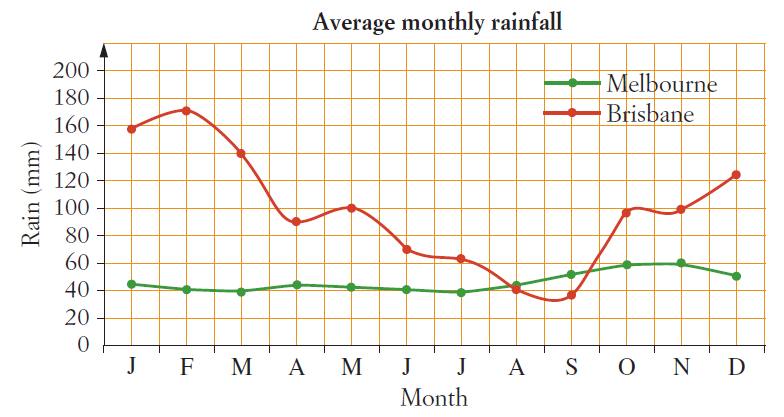 Average monthly rainfall
Melbourne
Brisbane
Rain (mm)
200
180
160
140
120
100
80
60
40
20
0
J F M A M J J A S O N D
Month